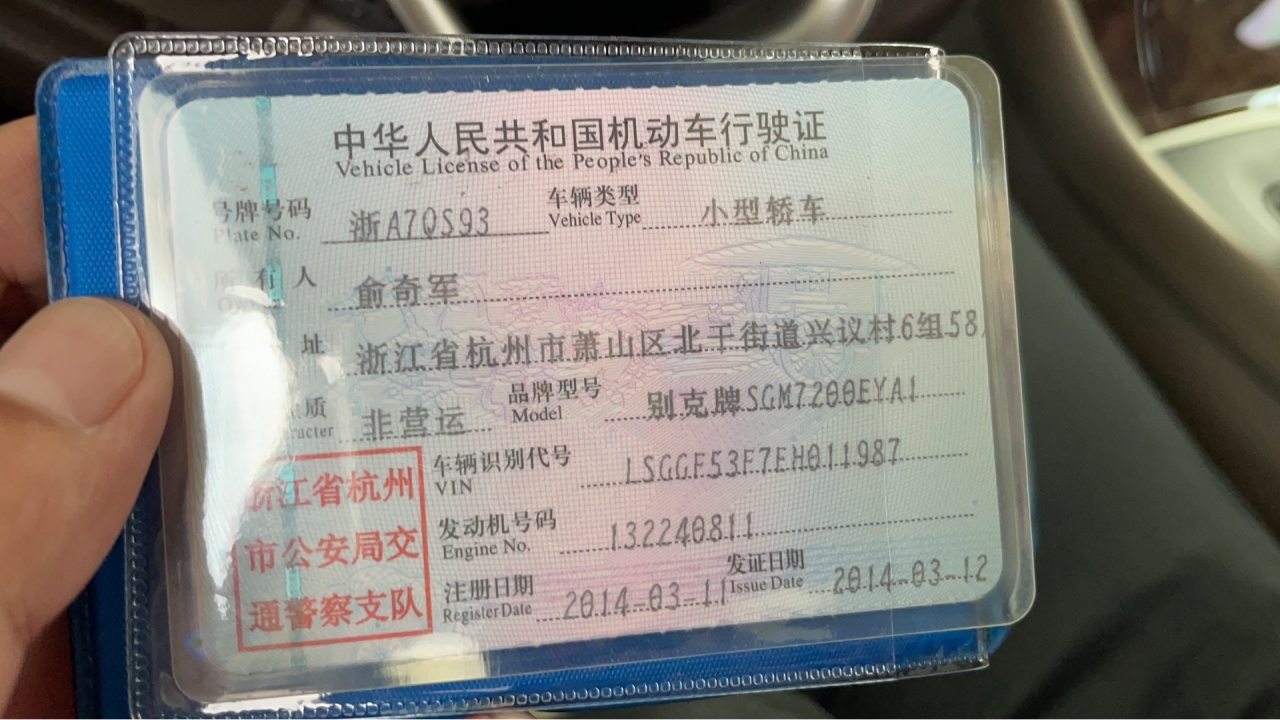 中华人民共和国机动车行驶证
Vehicle License of the People's Republic of China
号牌号码 浙A7QS93 车辆类型 小型轿车
Plate No. Vehicle Type
所有人 俞奇军
址 浙江省杭州市萧山区北干街道兴议村6组58
质 非营运 品牌型号 别克牌SGM7200EYA1
racter Model
车辆识别代号 LSGGF53F7EH011987
VIN
发动机号码 132240811
Engine No.
注册日期 2014-03-11 发证日期 2014-03-12
Register Date Issue Date
浙江省杭州
市公安局交
通警察支队